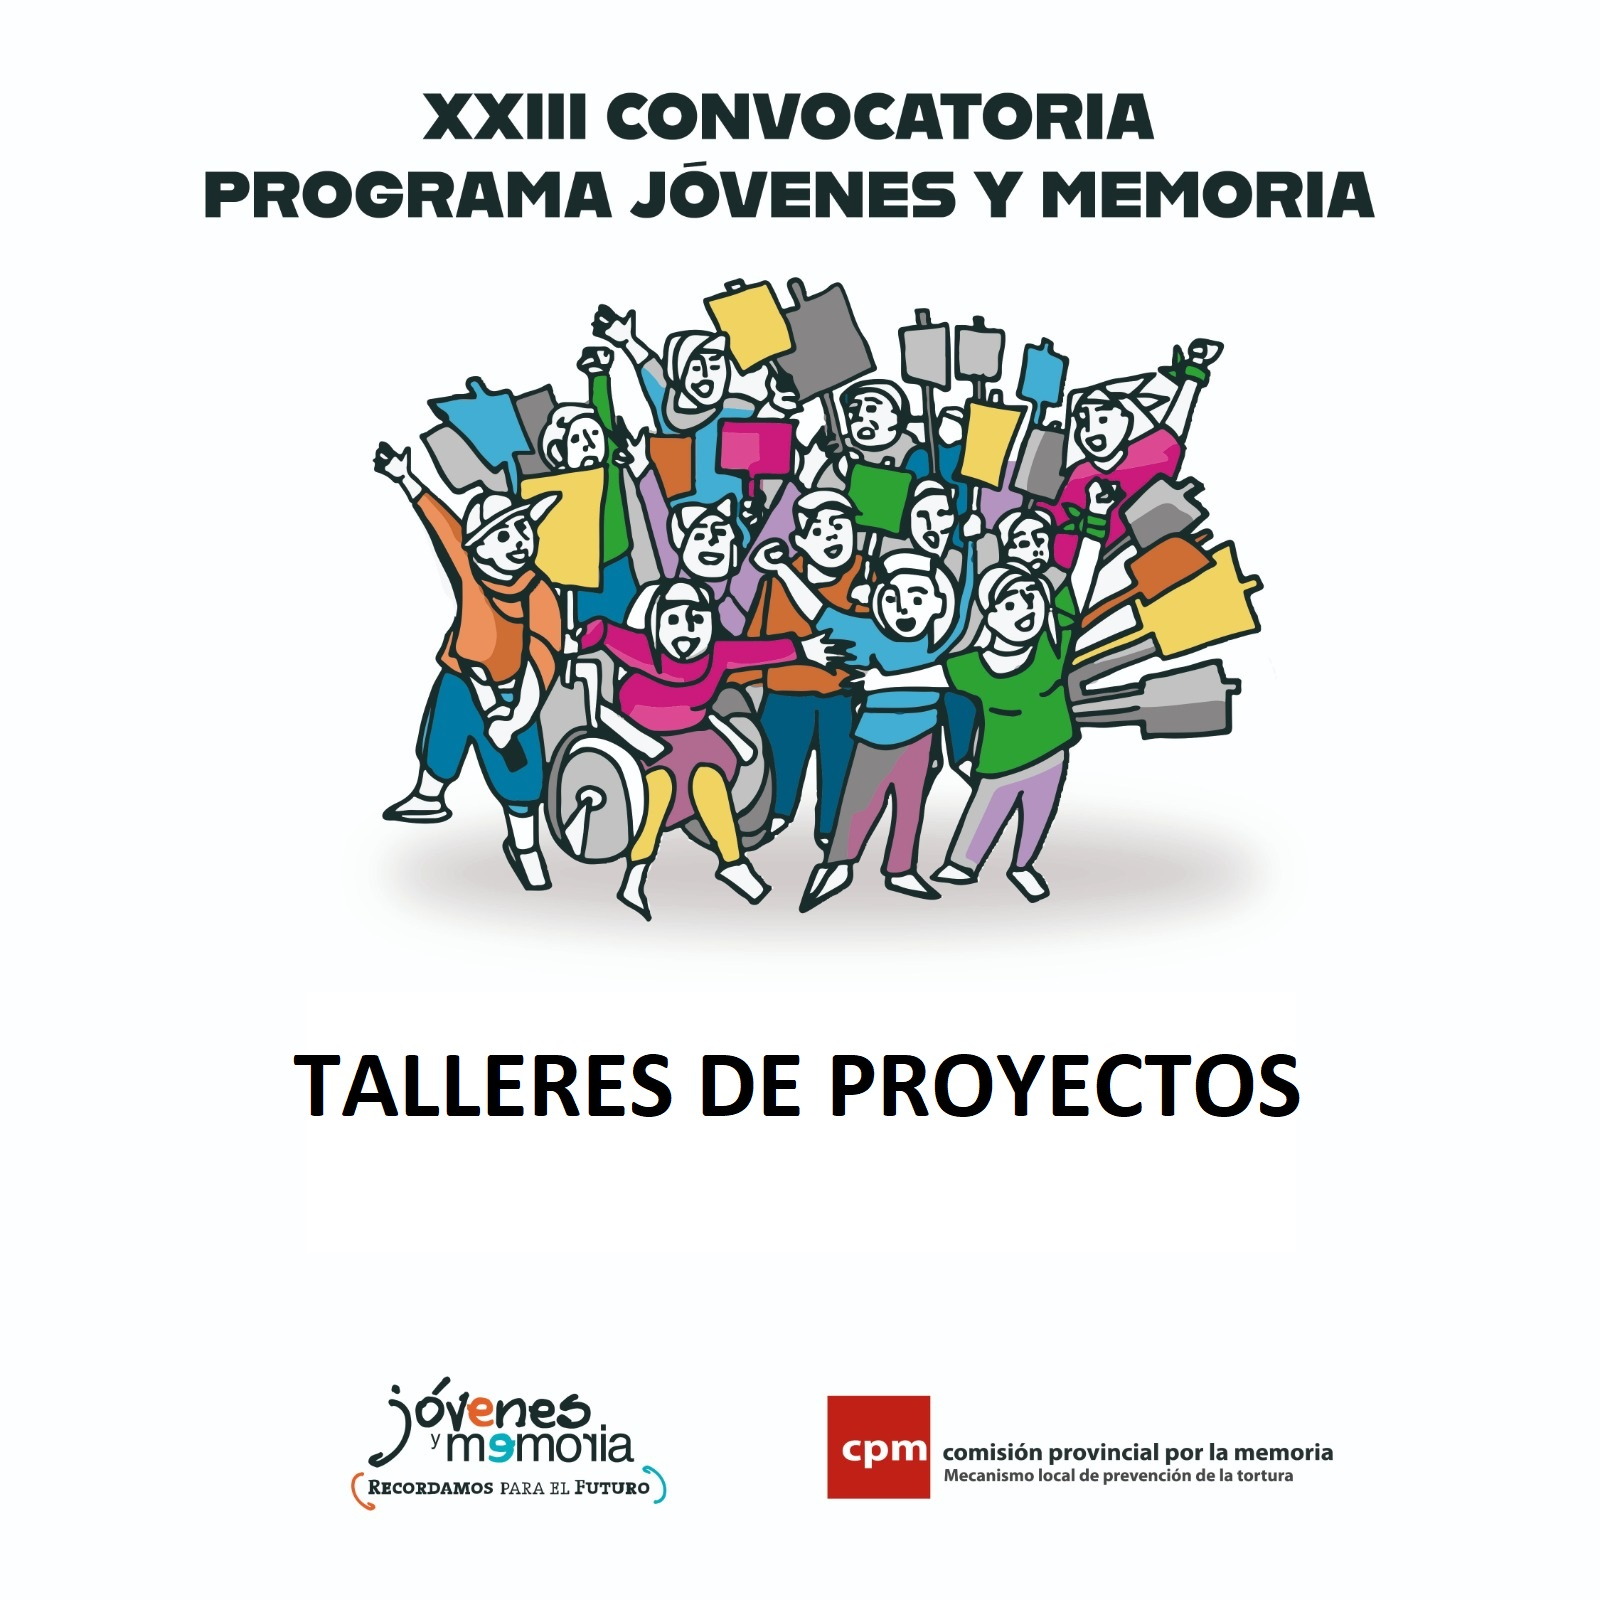 XXIII CONVOCATORIA
PROGRAMA JÓVENES Y MEMORIA
TALLERES DE PROYECTOS
jóvenes
y memoria
RECORDAMOS PARA EL FUTURO
cpm
comisión provincial por la memoria
Mecanismo local de prevención de la tortura